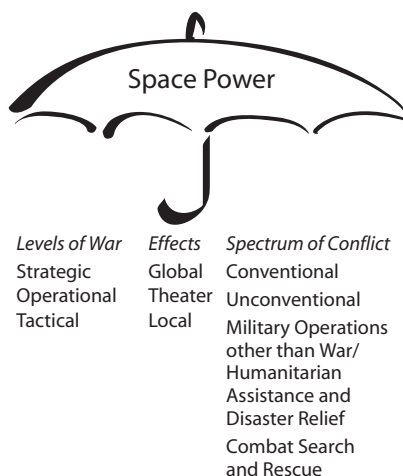 Space Power
Levels of War Effects Spectrum of Conflict
Strategic Global Conventional
Operational Theater Unconventional
Tactical Local Military Operations
other than War/
Humanitarian
Assistance and
Disaster Relief
Combat Search
and Rescue